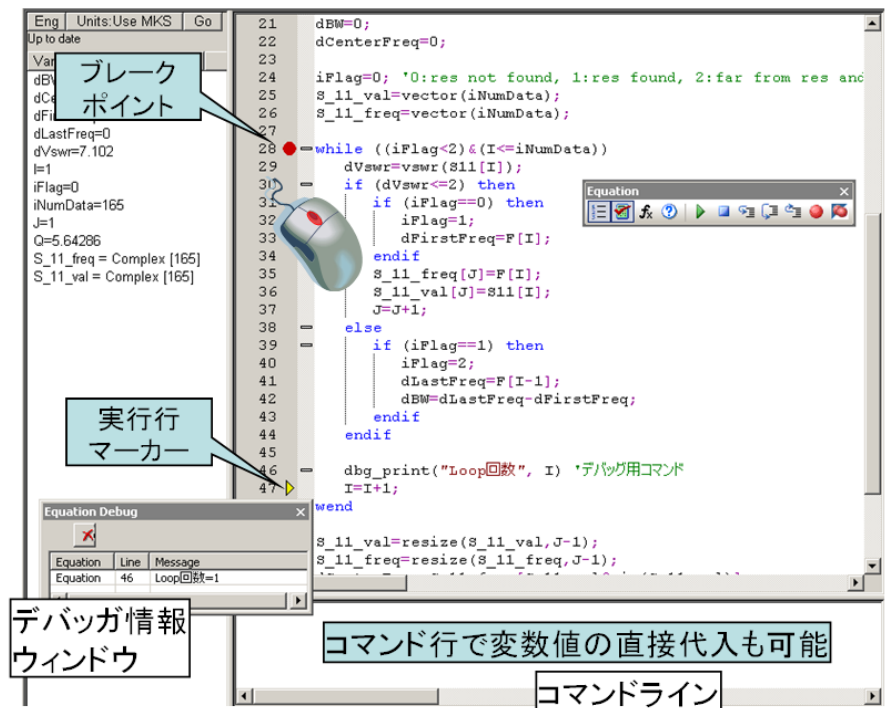 Eng Units:Use MKS Go
Up to date
dLastFreq=0
dVswr=7.102
I=1
iFlag=0
iNumData=165
J=1
Q=5.64286
S_11_freq = Complex [165]
S_11_val = Complex [165]
ブレーク
ポイント
実行行
マーカー
21 dBW=0;
22 dCenterFreq=0;
23
24 iFlag=0; '0:res not found, 1:res found, 2:far from res and
25 S_11_val=vector(iNumData);
26 S_11_freq=vector(iNumData);
27
28 while ((iFlag<2)&(I<=iNumData))
29 dVswr=vswr(S11[I]);
30 if (dVswr<=2) then
31 if (iFlag==0) then
32 iFlag=1;
33 dFirstFreq=F[I];
34 endif
35 S_11_freq[J]=F[I];
36 S_11_val[J]=S11[I];
37 J=J+1;
38 else
39 if (iFlag==1) then
40 iFlag=2;
41 dLastFreq=F[I-1];
42 dBW=dLastFreq-dFirstFreq;
43 endif
44 endif
45
46 dbg_print("Loop回数", I) 'デバッグ用コマンド
47 I=I+1;
wend
S_11_val=resize(S_11_val,J-1);
S_11_freq=resize(S_11_freq,J-1);
Equation
Equation Debug
Equation Line Message
Equation 46 Loop回数=1
デバッガ情報
ウィンドウ
コマンド行で変数値の直接代入も可能
コマンドライン